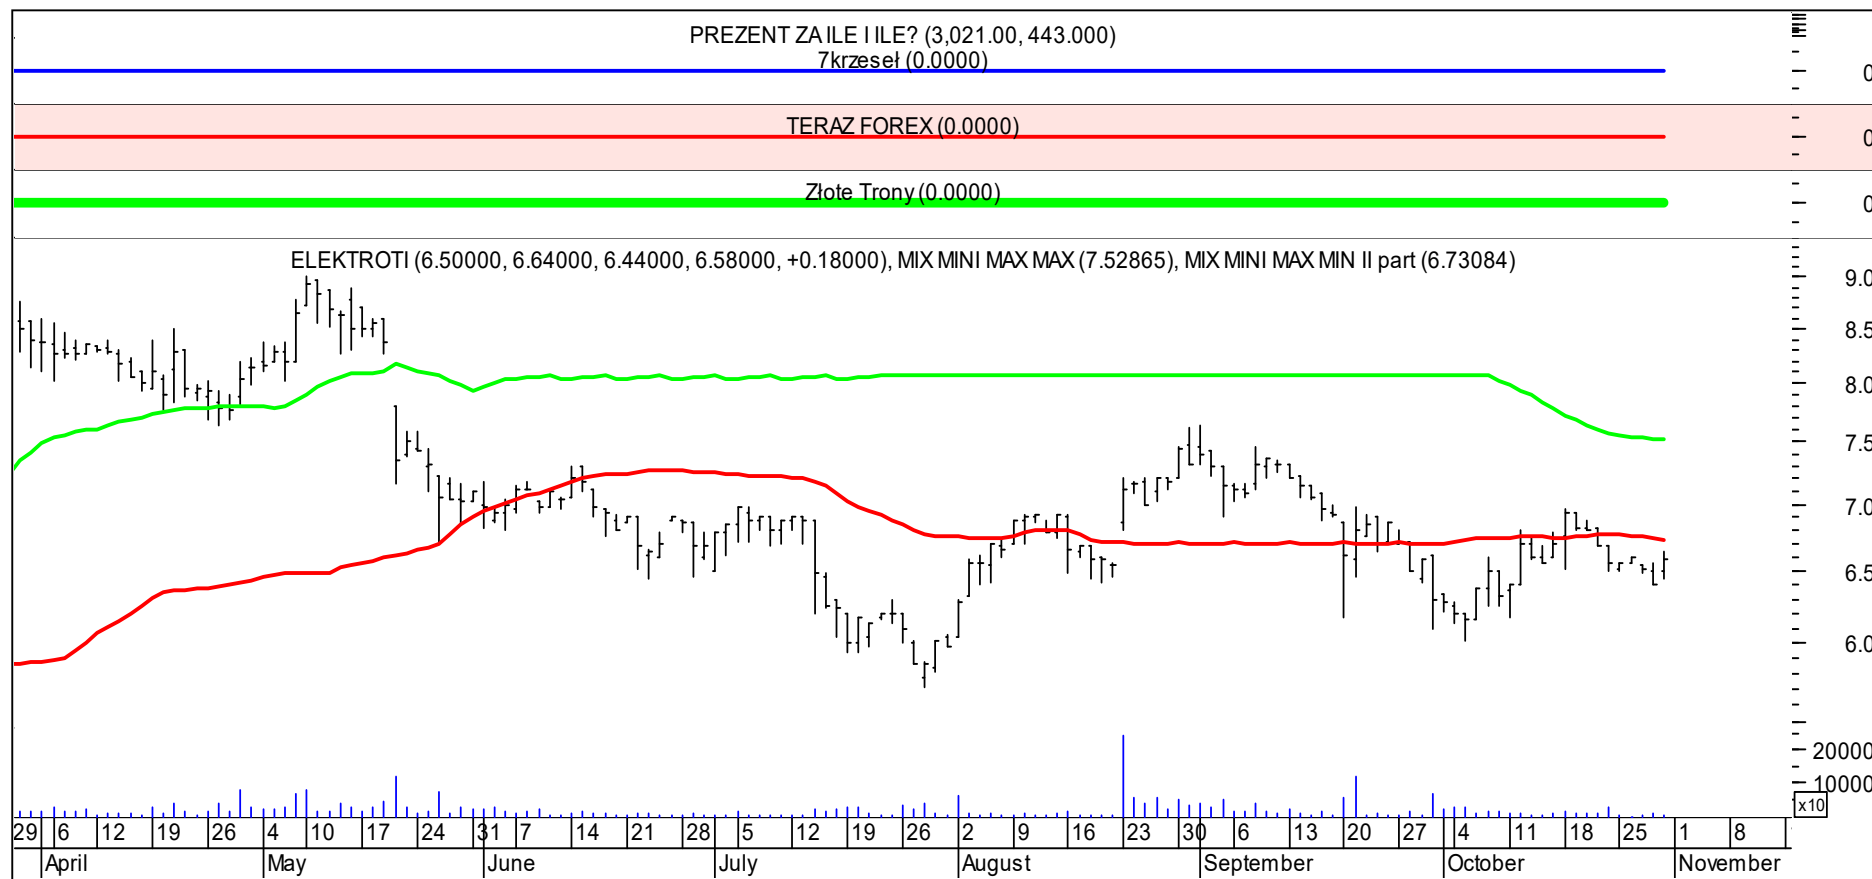 PREZENT ZA ILE I ILE? (3,021.00, 443.000)
7krzeseł (0.0000)
0
TERAZ FOREX (0.0000)
0
Złote Trony (0.0000)
0
ELEKTROTI (6.50000, 6.64000, 6.44000, 6.58000, +0.18000), MIX MINI MAX MAX (7.52865), MIX MINI MAX MIN II part (6.73084)
9.0
8.5
8.0
7.5
7.0
6.5
6.0
20000
10000
x10
29 6 12 19 26 4 10 17 24 31 7 14 21 28 5 12 19 26 2 9 16 23 30 6 13 20 27 4 11 18 25 1 8
April May June July August September October November